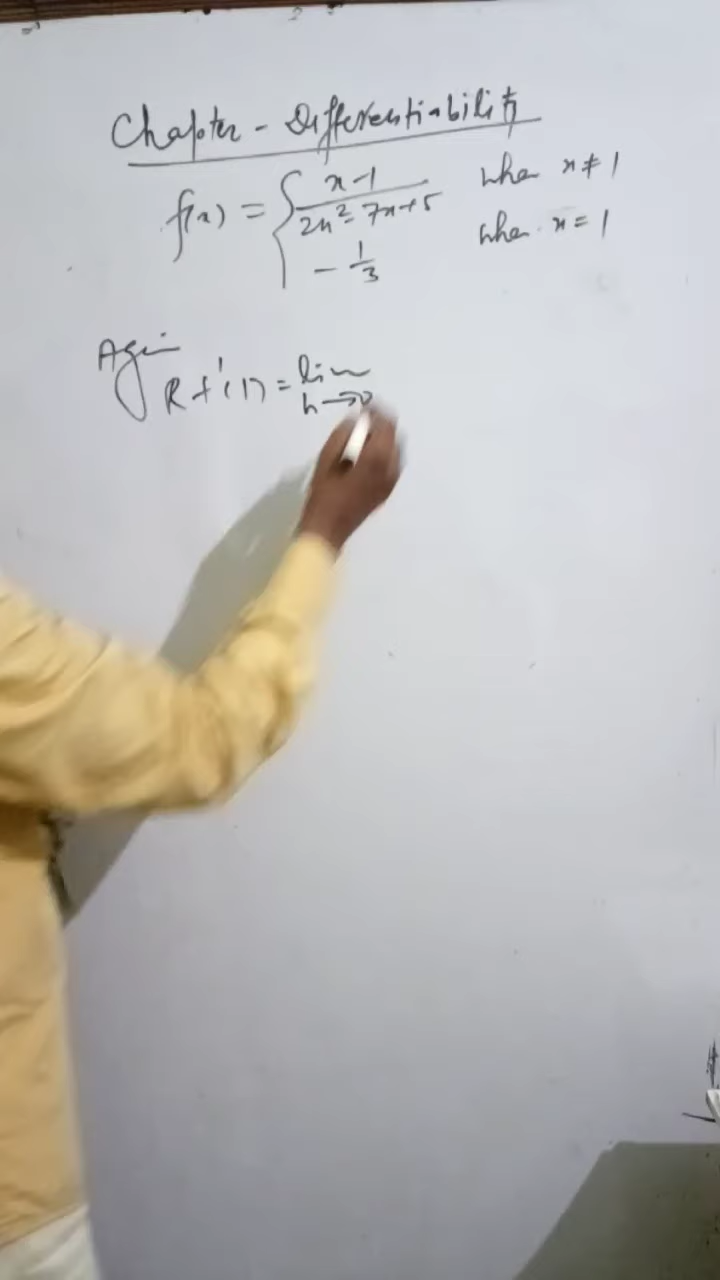 Chapter - Differentiability
f(x) = { x-1 / 2x² - 7x+5 when x ≠ 1
- 1/3 when x = 1
Again
R f'(1) = lim h→0